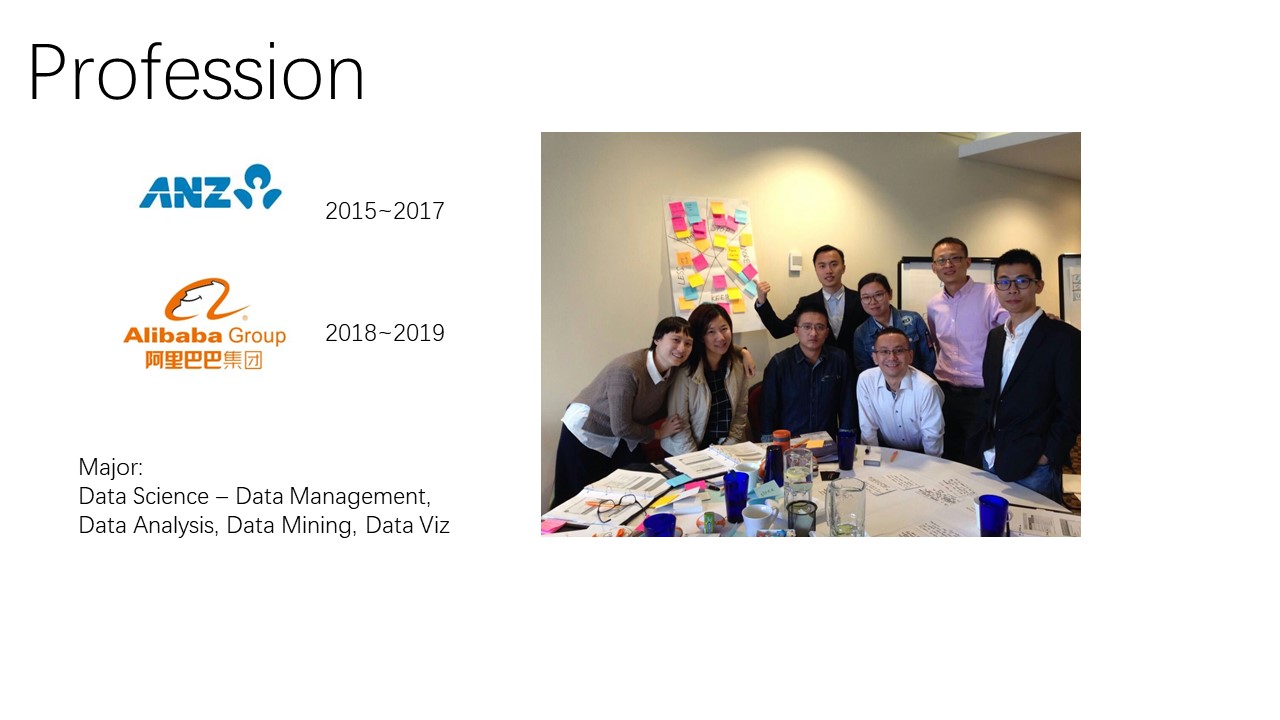 Profession
ANZ
2015~2017
Alibaba Group
阿里巴巴集团
2018~2019
Major:
Data Science – Data Management,
Data Analysis, Data Mining, Data Viz